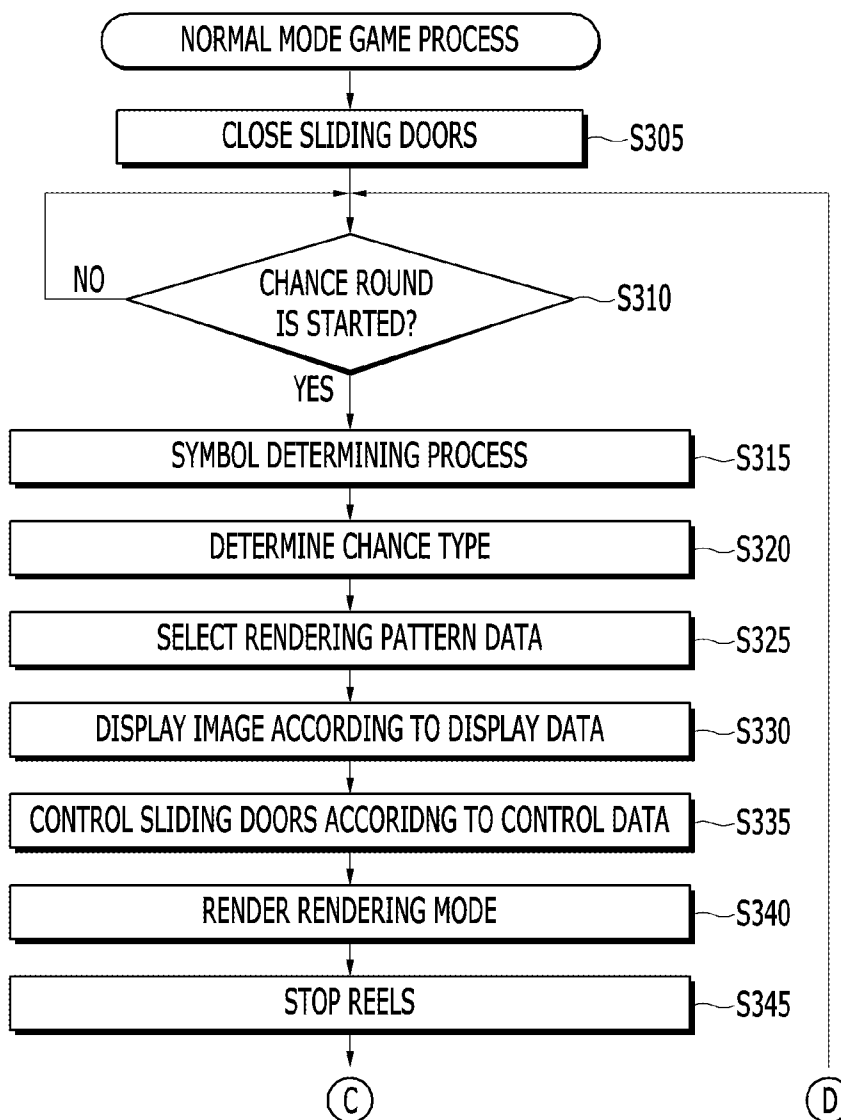 NORMAL MODE GAME PROCESS
CLOSE SLIDING DOORS
S305
NO
CHANCE ROUND
IS STARTED?
S310
YES
SYMBOL DETERMINING PROCESS
S315
DETERMINE CHANCE TYPE
S320
SELECT RENDERING PATTERN DATA
S325
DISPLAY IMAGE ACCORDING TO DISPLAY DATA
S330
CONTROL SLIDING DOORS ACCORIDNG TO CONTROL DATA
S335
RENDER RENDERING MODE
S340
STOP REELS
S345
C
D